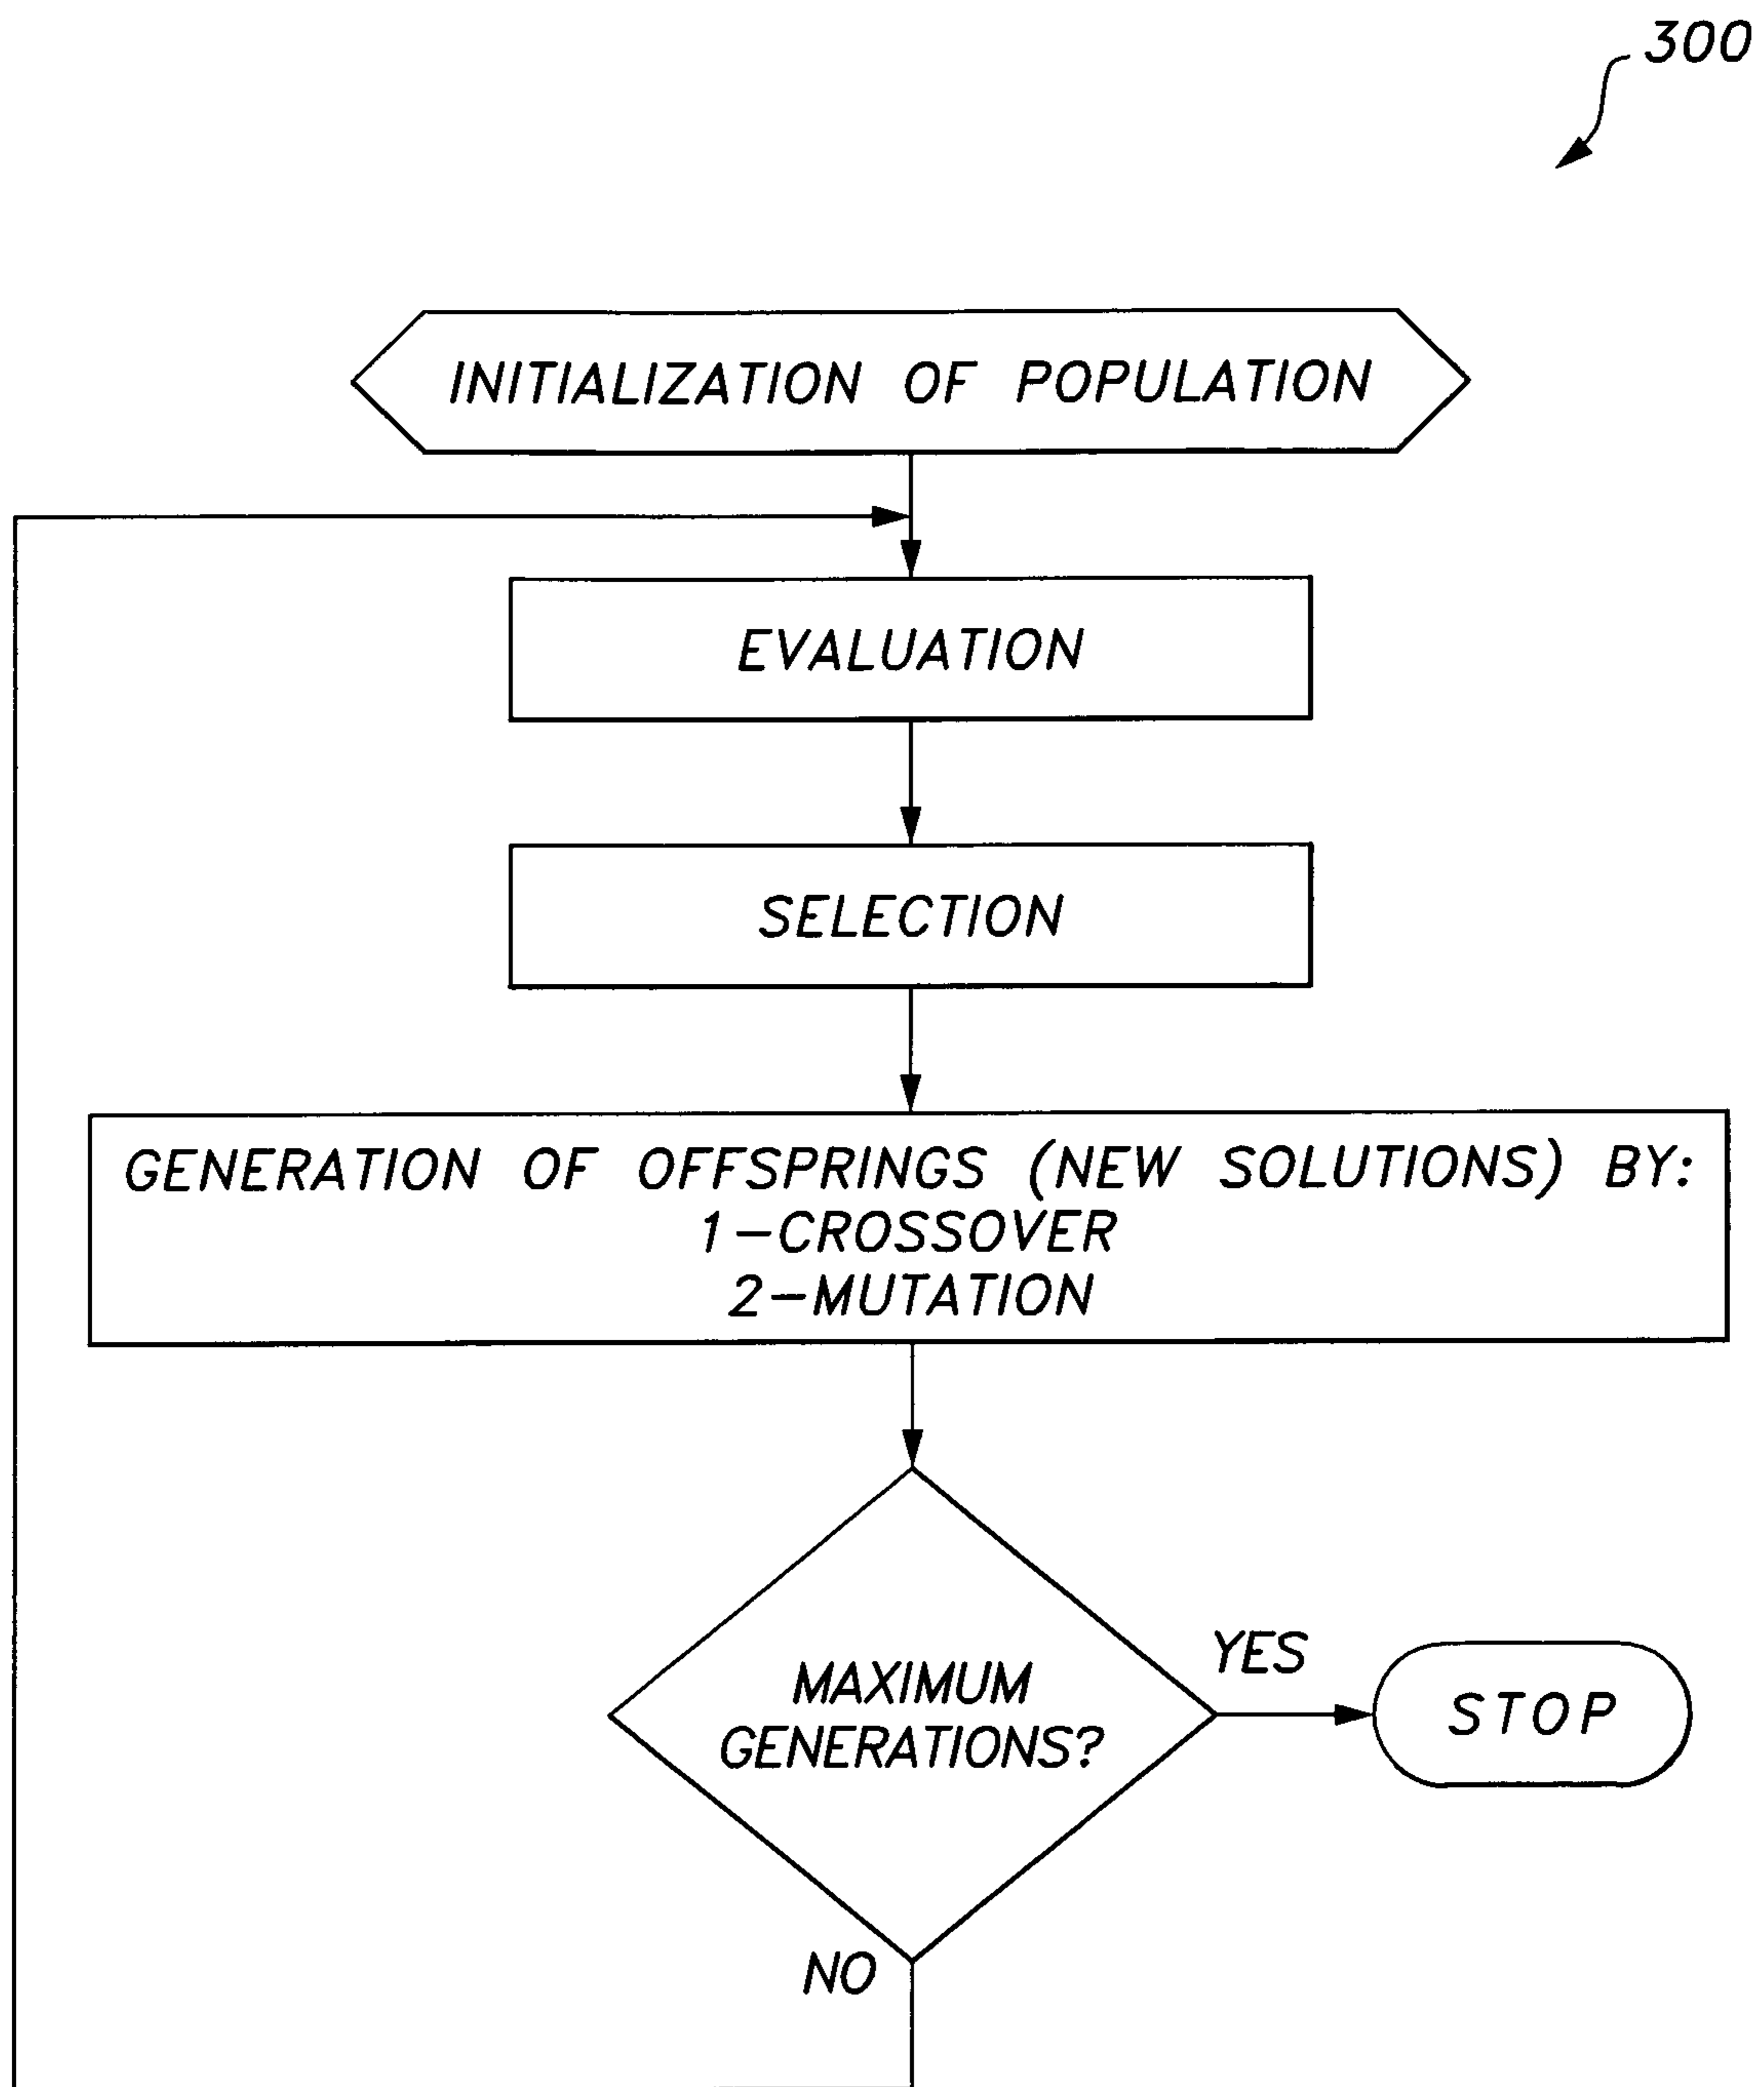 300
INITIALIZATION OF POPULATION
EVALUATION
SELECTION
GENERATION OF OFFSPRINGS (NEW SOLUTIONS) BY:
1-CROSSOVER
2-MUTATION
MAXIMUM
GENERATIONS?
YES
STOP
NO